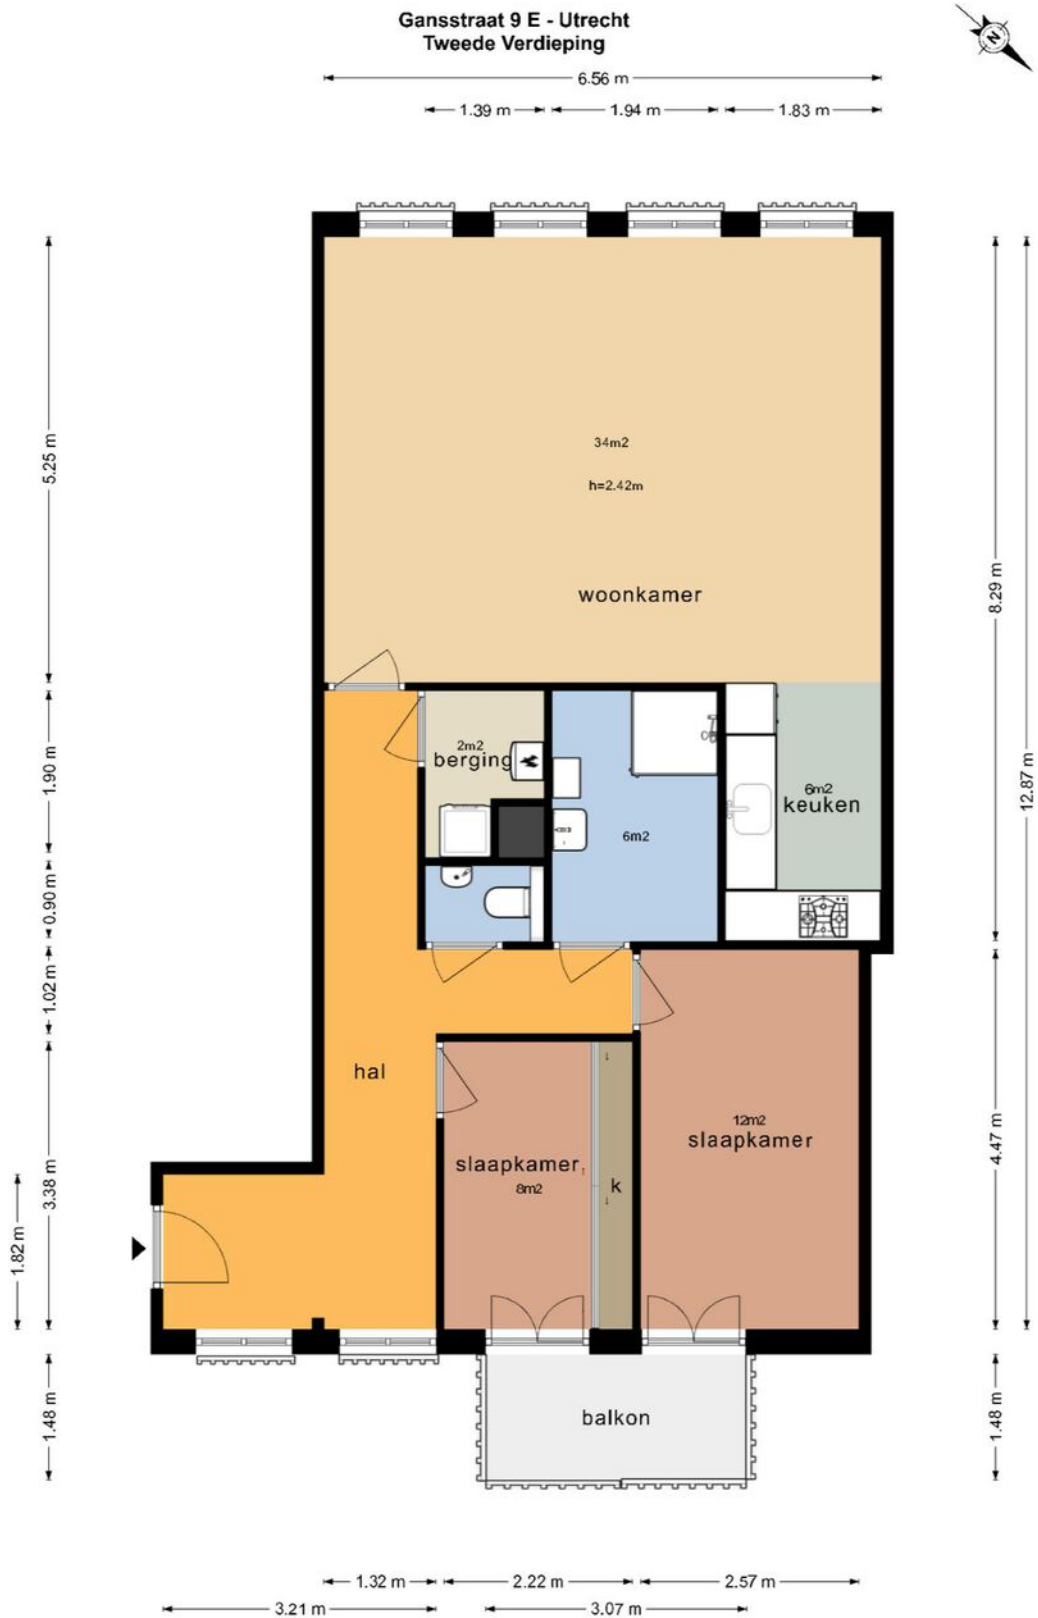 Gansstraat 9 E - Utrecht
Tweede Verdieping
N
6.56 m
1.39 m
1.94 m
1.83 m
5.25 m
1.90 m
0.90 m
1.02 m
3.38 m
1.82 m
1.48 m
34m2
h=2.42m
woonkamer
2m2
berging
6m2
6m2
keuken
hal
slaapkamer
8m2
k
12m2
slaapkamer
balkon
8.29 m
12.87 m
4.47 m
1.48 m
1.32 m
2.22 m
2.57 m
3.21 m
3.07 m